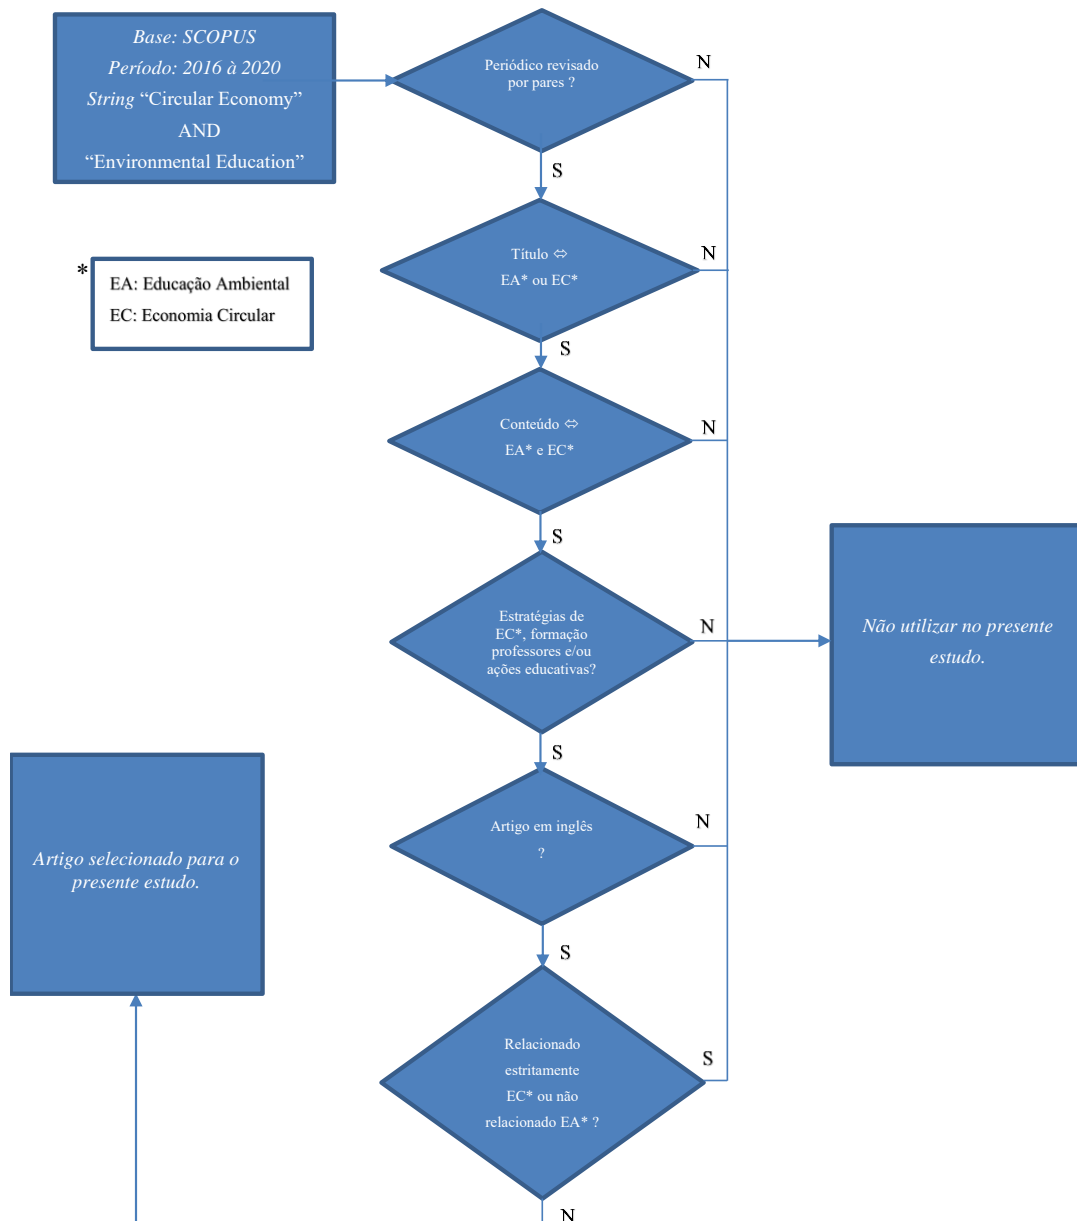 Base: SCOPUS
Período: 2016 à 2020
String “Circular Economy”
AND
“Environmental Education”
Periódico revisado
por pares ?
N
S
Título ⬄
EA* ou EC*
N
S
*
EA: Educação Ambiental
EC: Economia Circular
Conteúdo ⬄
EA* e EC*
N
S
Estratégias de
EC*, formação
professores e/ou
ações educativas?
N
S
Não utilizar no presente
estudo.
Artigo em inglês
?
N
S
Artigo selecionado para o
presente estudo.
Relacionado
estritamente
EC* ou não
relacionado EA* ?
S
N